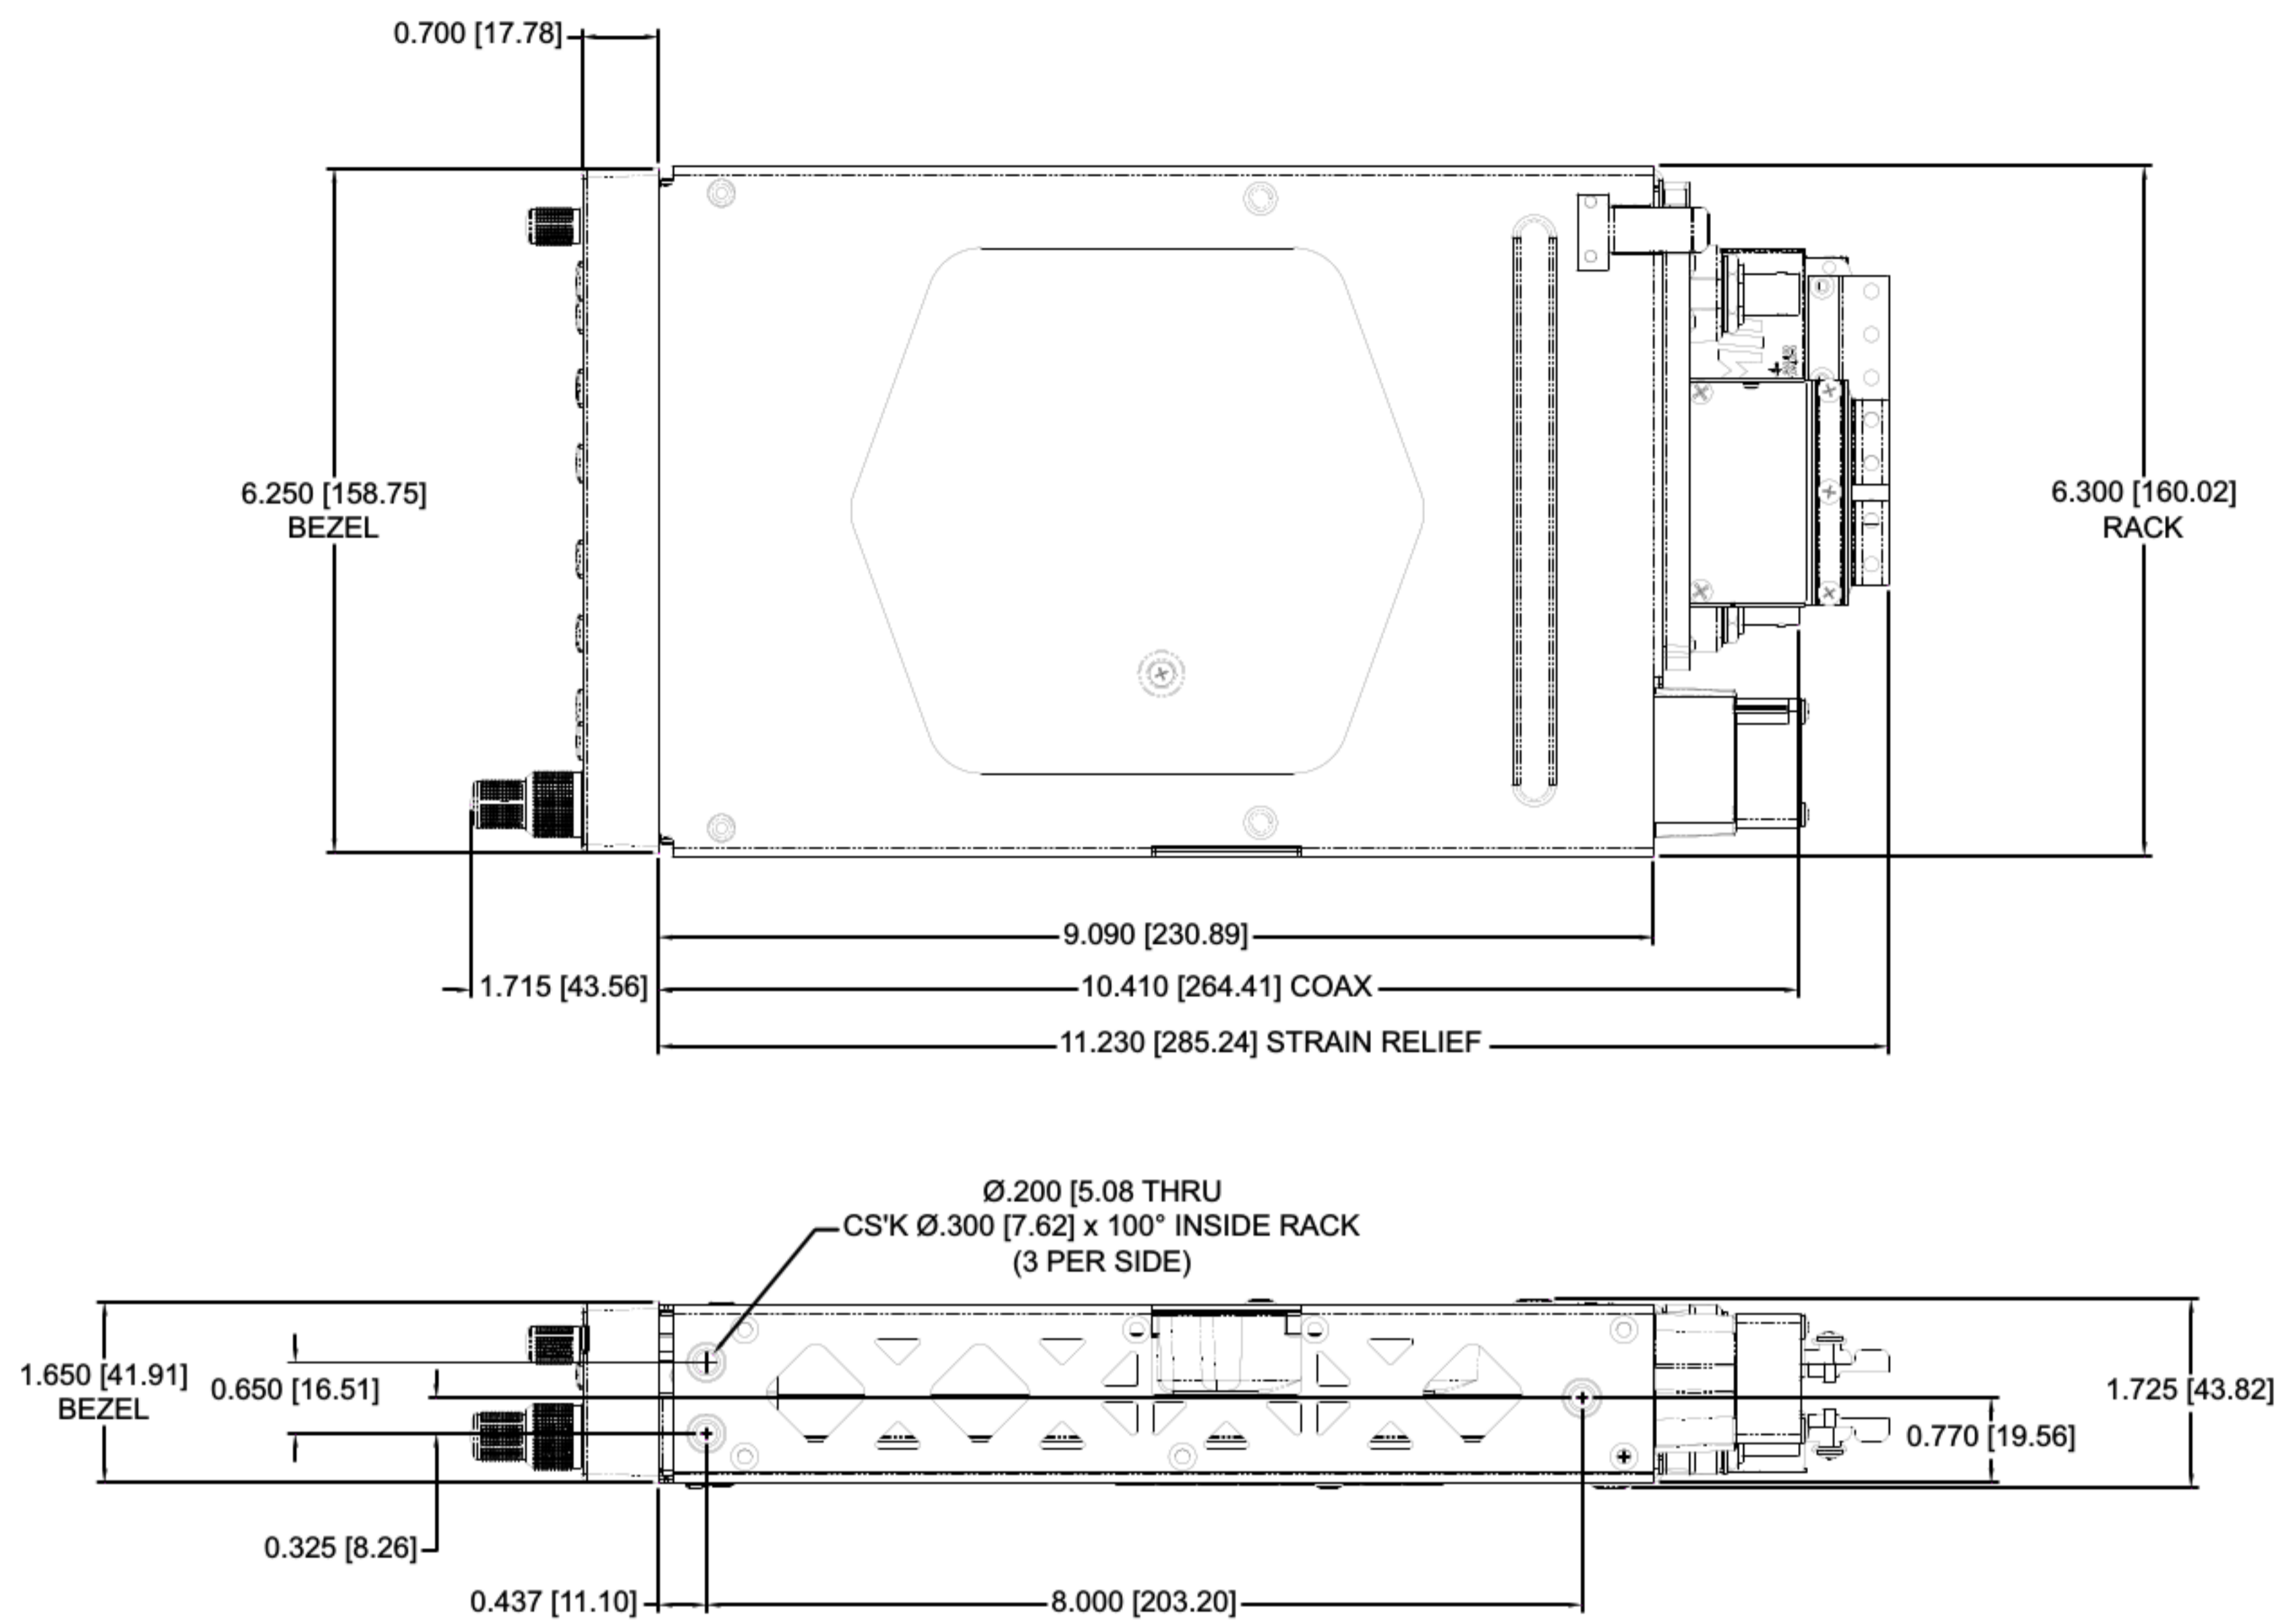 0.700 [17.78]
6.250 [158.75]
BEZEL
6.300 [160.02]
RACK
9.090 [230.89]
1.715 [43.56]
10.410 [264.41] COAX
11.230 [285.24] STRAIN RELIEF
Ø.200 [5.08 THRU
CS'K Ø.300 [7.62] x 100° INSIDE RACK
(3 PER SIDE)
1.650 [41.91]
BEZEL
0.650 [16.51]
1.725 [43.82]
0.770 [19.56]
0.325 [8.26]
0.437 [11.10]
8.000 [203.20]